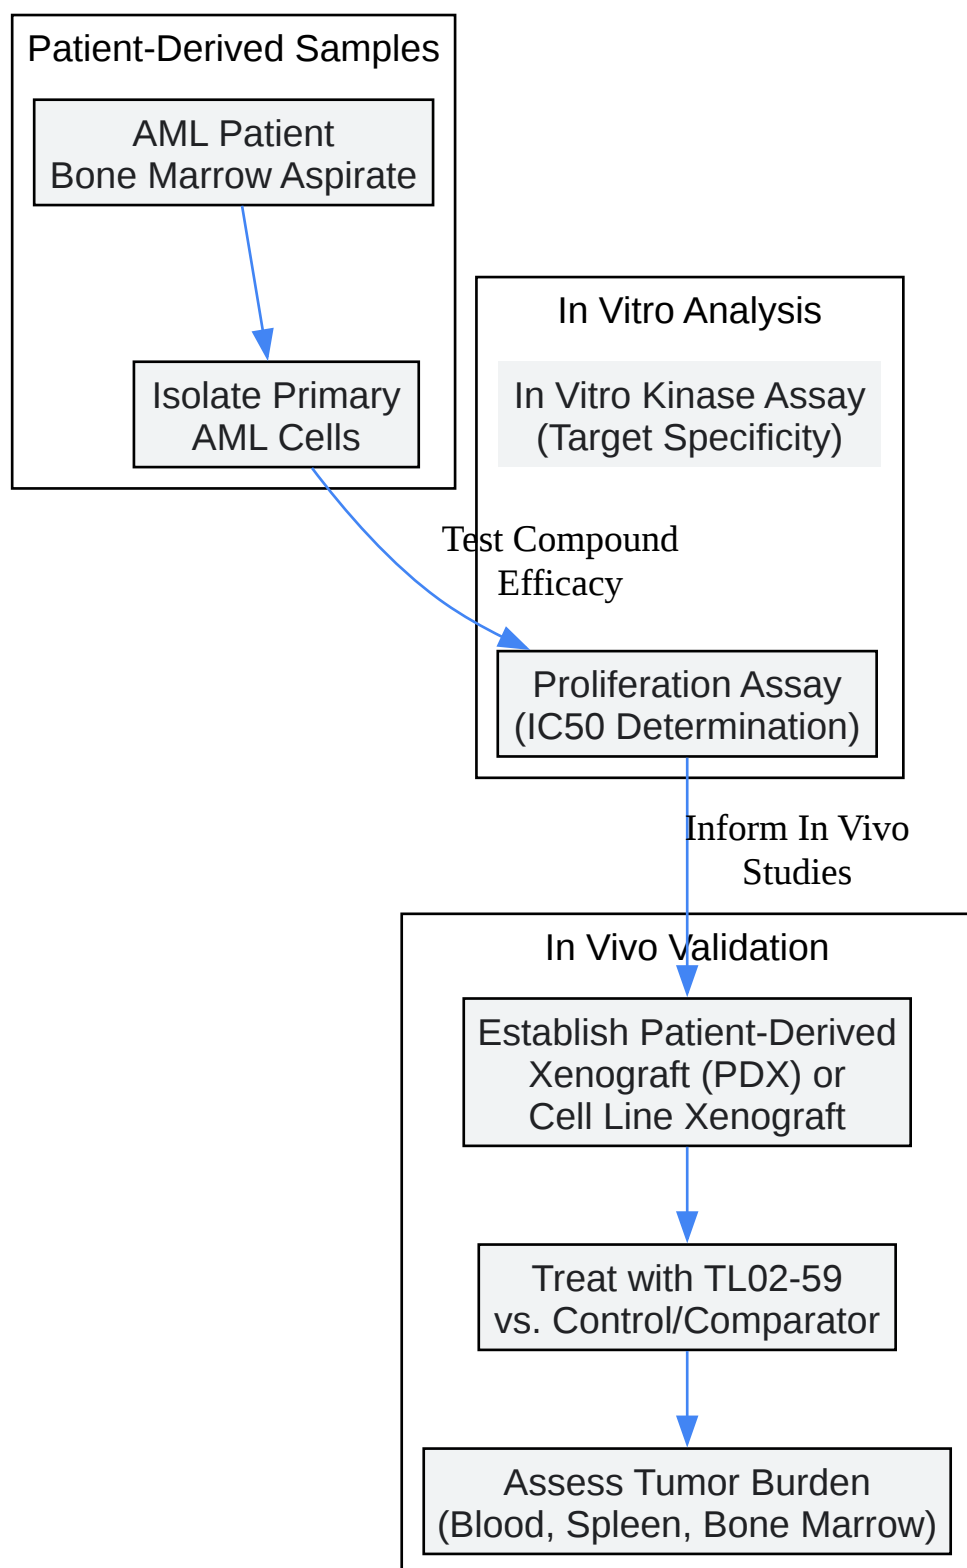 Patient-Derived Samples
AML Patient
Bone Marrow Aspirate
Isolate Primary
AML Cells
In Vitro Analysis
In Vitro Kinase Assay
(Target Specificity)
Test Compound
Efficacy
Proliferation Assay
(IC50 Determination)
Inform In Vivo
Studies
In Vivo Validation
Establish Patient-Derived
Xenograft (PDX) or
Cell Line Xenograft
Treat with TL02-59
vs. Control/Comparator
Assess Tumor Burden
(Blood, Spleen, Bone Marrow)